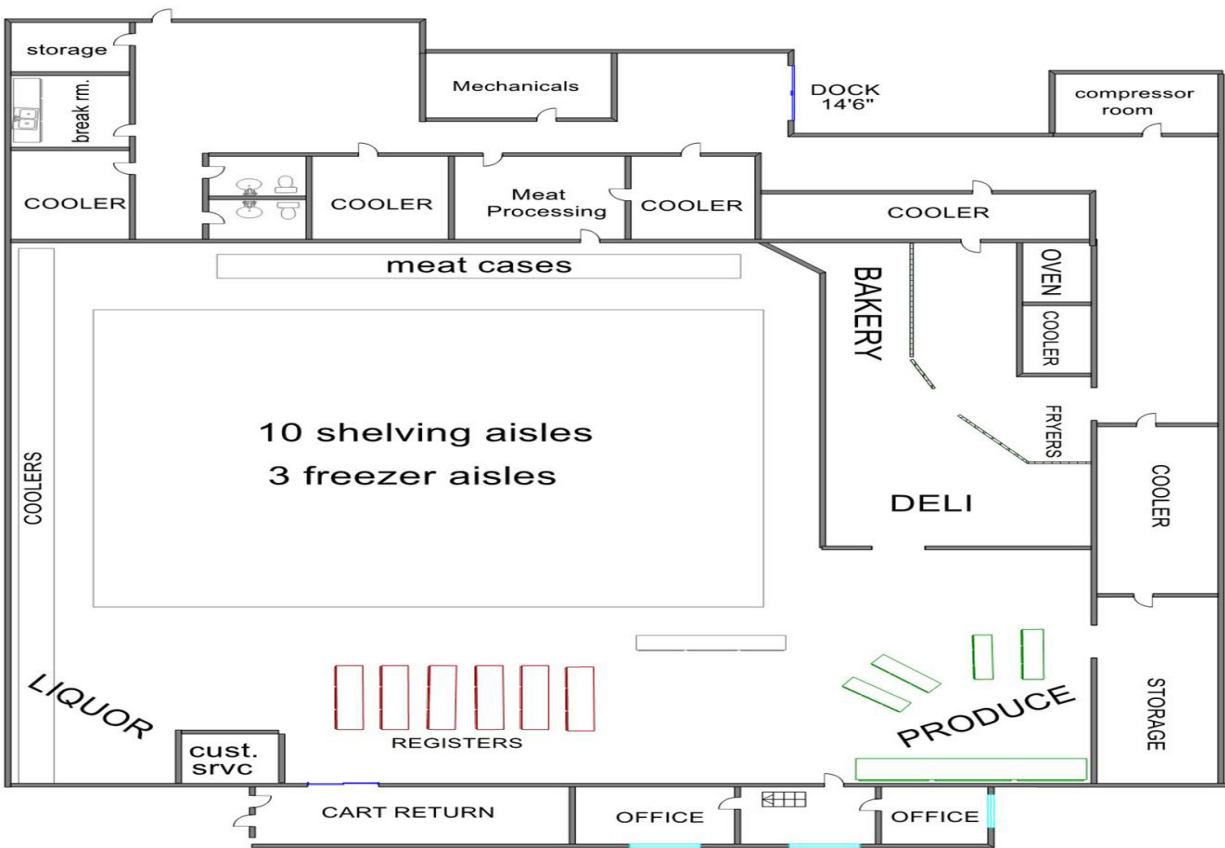 storage
Mechanicals
DOCK
14'6"
compressor
room
break rm.
COOLER
COOLER
Meat
Processing
COOLER
COOLER
meat cases
BAKERY
OVEN
COOLER
FRYERS
10 shelving aisles
3 freezer aisles
COOLERS
DELI
COOLER
LIQUOR
PRODUCE
STORAGE
REGISTERS
cust.
srvc
CART RETURN
OFFICE
OFFICE